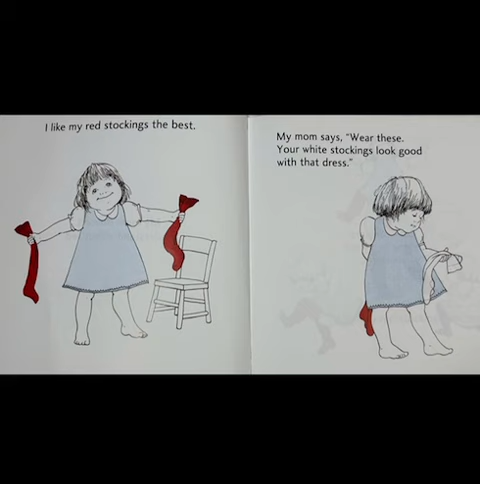 I like my red stockings the best.
My mom says, "Wear these.
Your white stockings look good
with that dress."